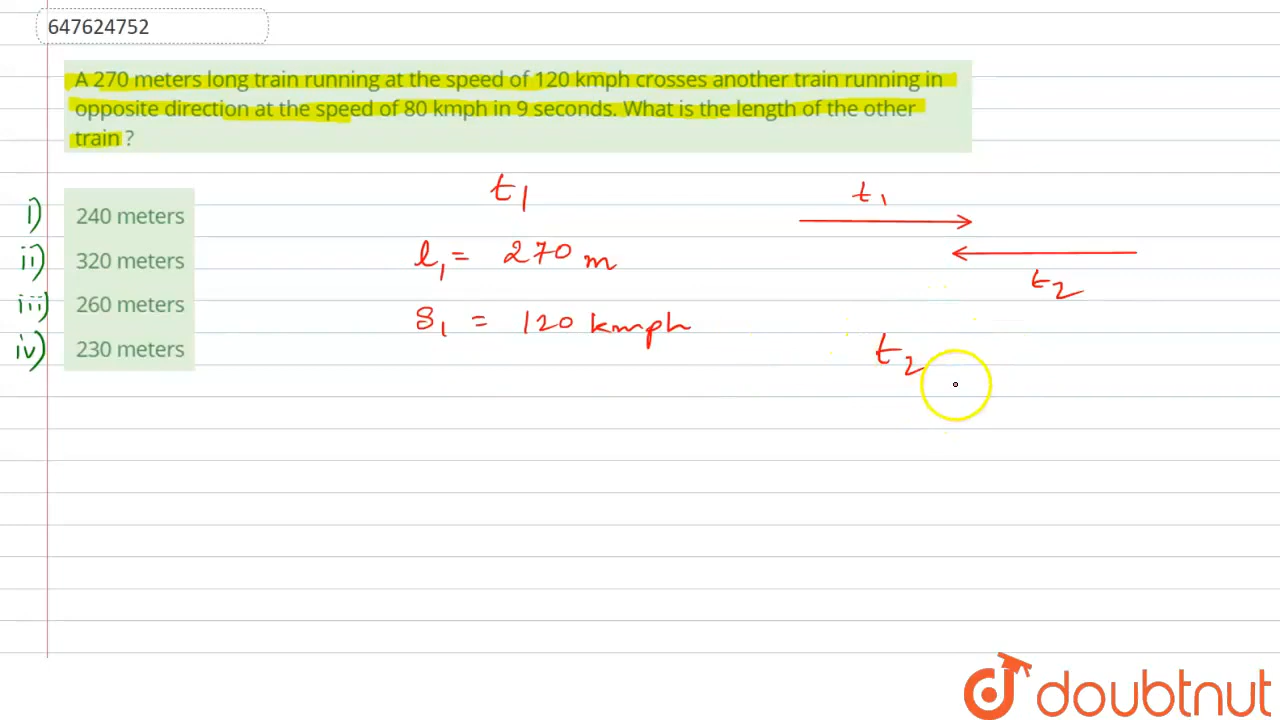 647624752
A 270 meters long train running at the speed of 120 kmph crosses another train running in
opposite direction at the speed of 80 kmph in 9 seconds. What is the length of the other
train ?
i) 240 meters
ii) 320 meters
iii) 260 meters
iv) 230 meters
t1
l1 = 270 m
S1 = 120 kmph
t1
t2
t2
doubtnut